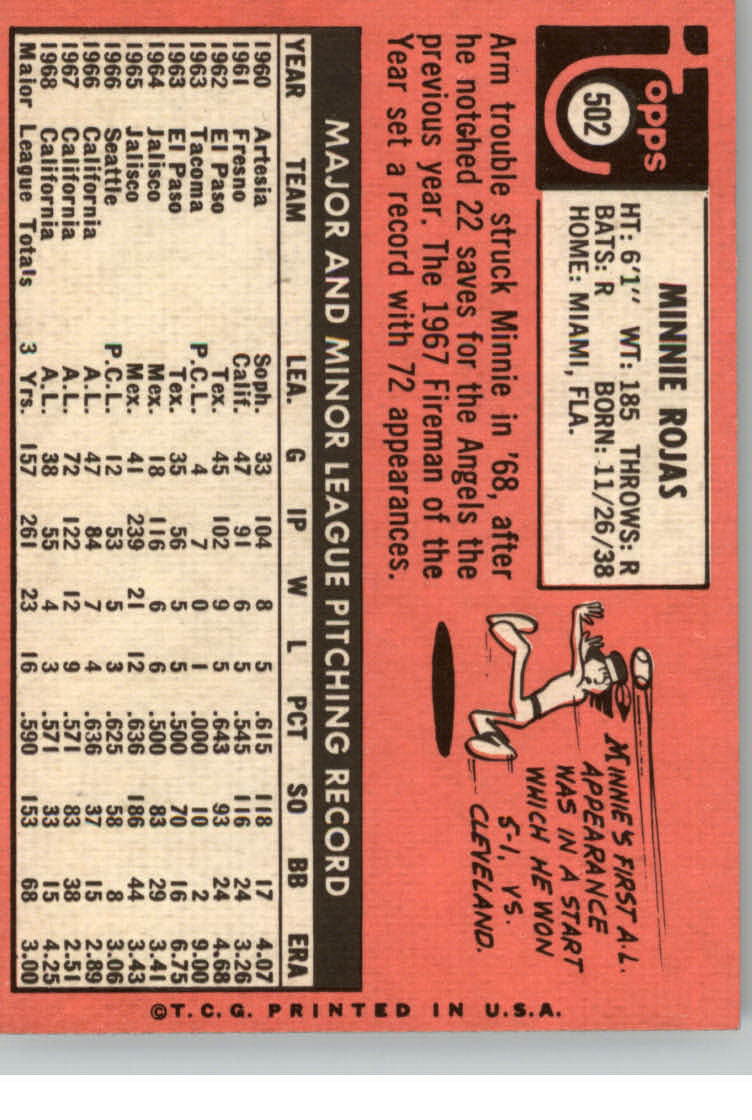 Topps
502
MINNIE ROJAS
HT: 6'1" WT: 185 THROWS: R
BATS: R BORN: 11/26/38
HOME: MIAMI, FLA.
MINNIE'S FIRST A.L.
APPEARANCE
WAS IN A START
WHICH HE WON
5-1, VS.
CLEVELAND.
Arm trouble struck Minnie in '68, after
he notched 22 saves for the Angels the
previous year. The 1967 Fireman of the
Year set a record with 72 appearances.
MAJOR AND MINOR LEAGUE PITCHING RECORD
YEAR TEAM LEA. G IP W L PCT SO BB ERA
1960 Artesia Soph. 33 104 8 5 .615 118 17 4.07
1961 Fresno Calif. 47 91 6 5 .545 116 24 3.26
1962 El Paso Tex. 45 102 9 5 .643 93 24 4.68
1963 Tacoma P.C.L. 4 7 0 1 .000 10 2 9.00
1963 El Paso Tex. 35 56 5 5 .500 70 16 6.75
1964 Jalisco Mex. 18 116 6 6 .500 83 29 3.41
1965 Jalisco Mex. 41 239 21 12 .636 186 44 3.43
1966 Seattle P.C.L. 12 53 5 3 .625 58 8 3.06
1966 California A.L. 47 84 7 4 .636 37 15 2.89
1967 California A.L. 72 122 12 9 .571 83 38 2.51
1968 California A.L. 38 55 4 3 .571 33 15 4.25
Major League Totals 3 Yrs. 157 261 23 16 .590 153 68 3.00
©T.C.G. PRINTED IN U.S.A.